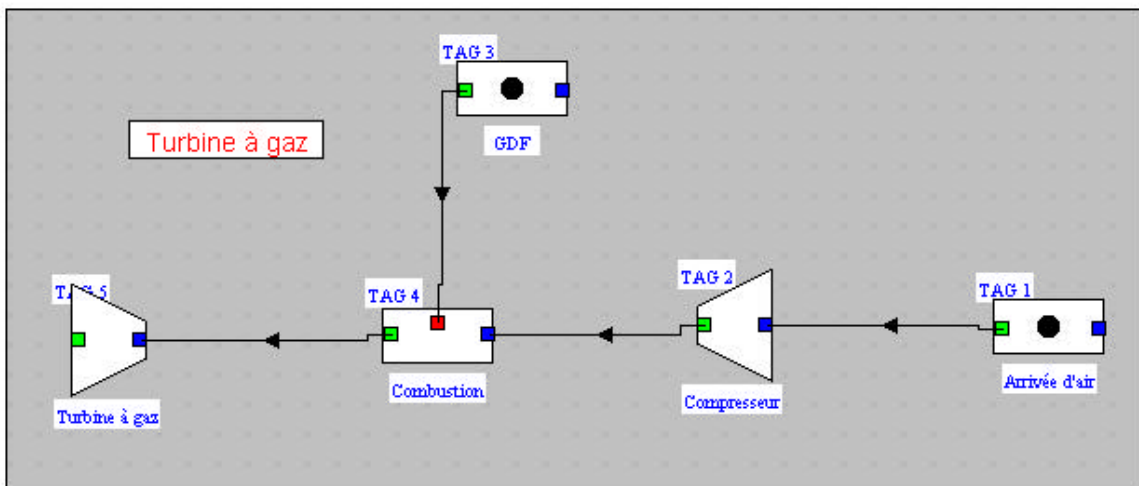 TAG 3
GDF
Turbine à gaz
TAG 5
Turbine à gaz
TAG 4
Combustion
TAG 2
Compresseur
TAG 1
Arrivée d'air